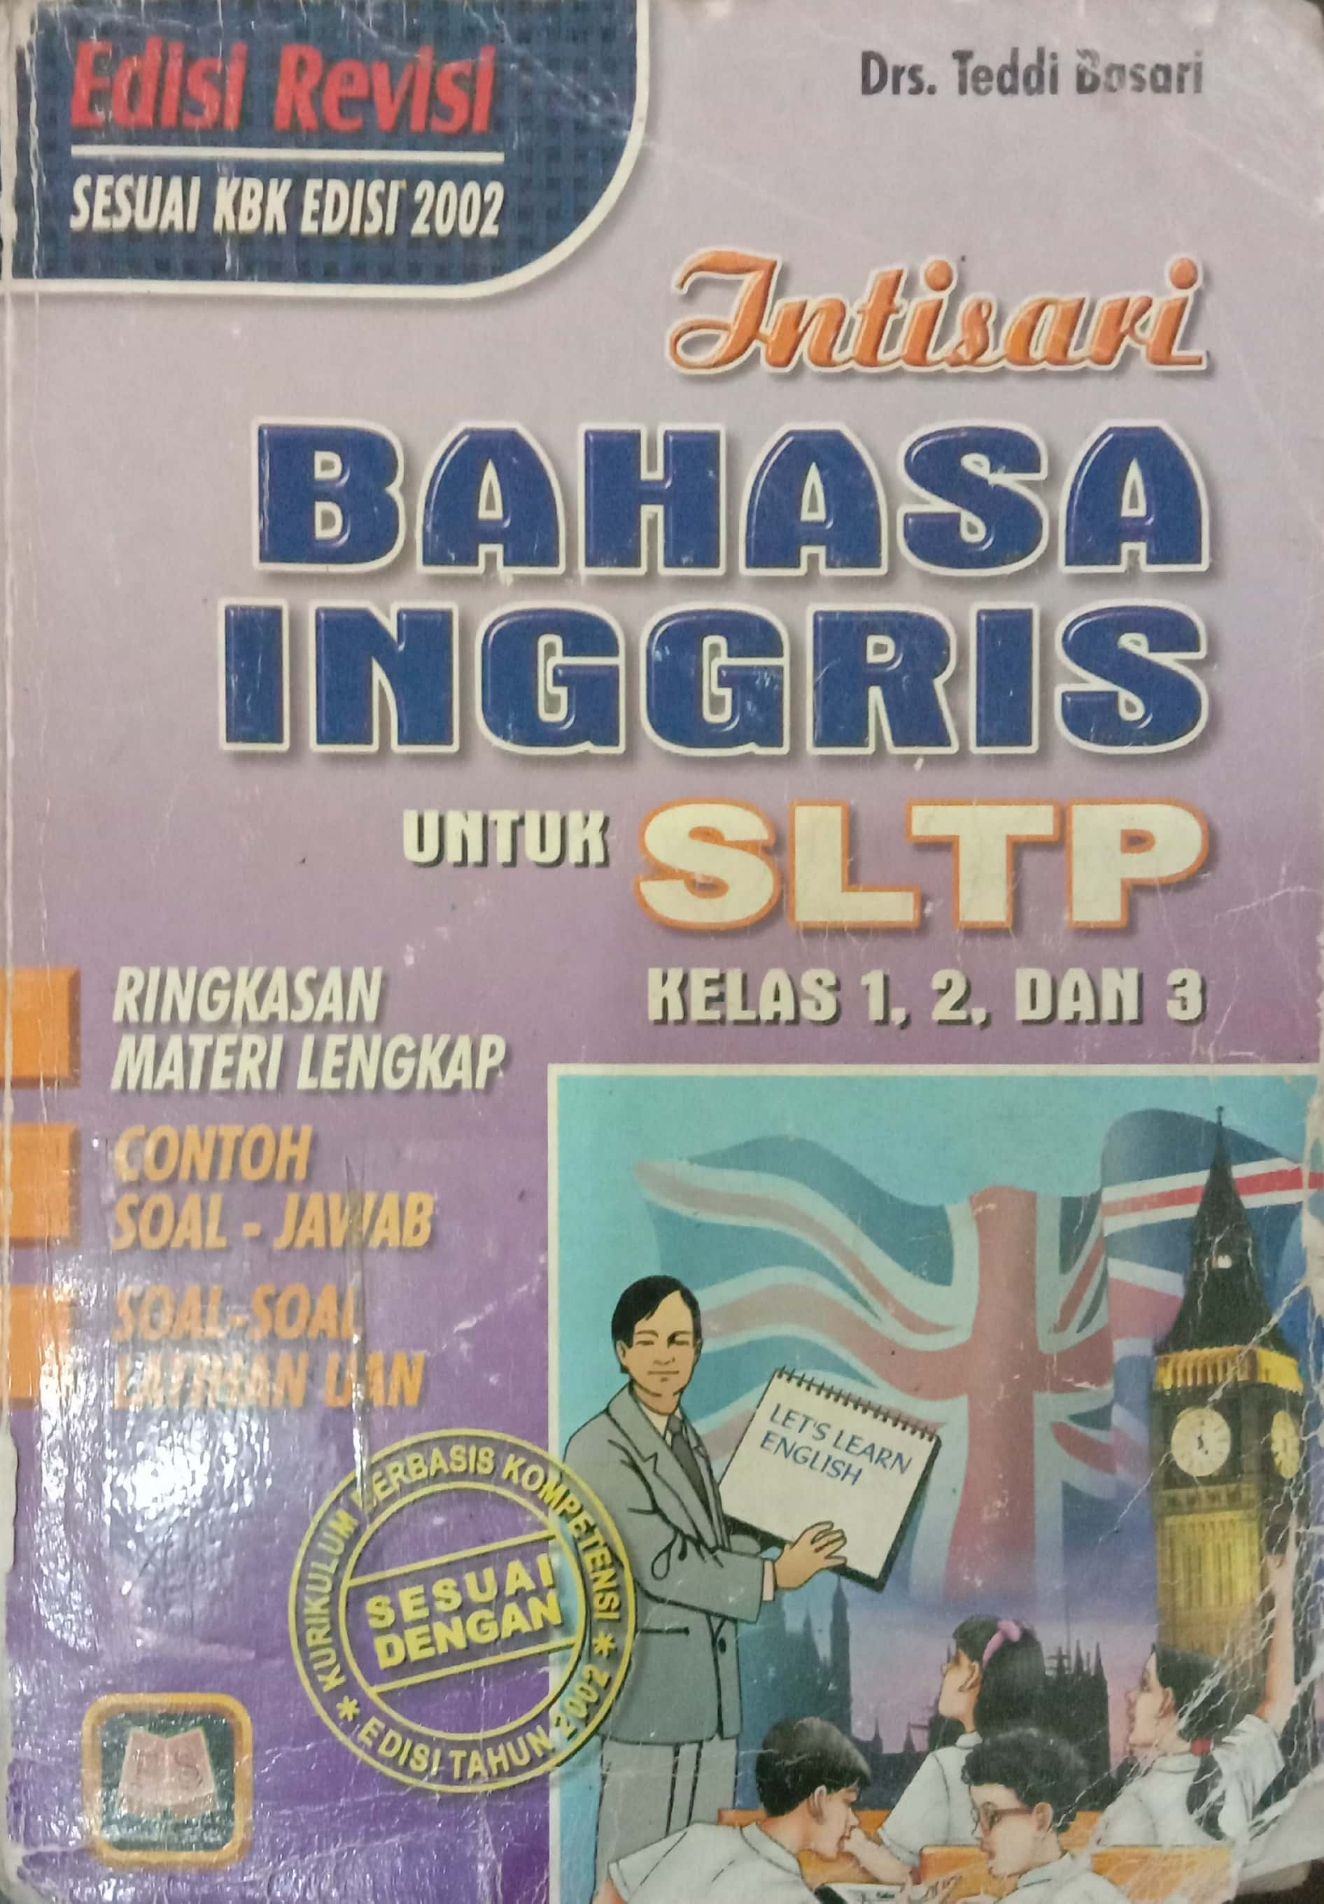 Edisi Revisi
SESUAI KBK EDISI 2002
Drs. Teddi Basari
Intisari
BAHASA
INGGRIS
UNTUK SLTP
KELAS 1, 2, DAN 3
RINGKASAN
MATERI LENGKAP
CONTOH
SOAL - JAWAB
SOAL-SOAL
LATIHAN UAN
LET'S LEARN
ENGLISH
KURIKULUM BERBASIS KOMPETENSI
SESUAI
DENGAN
* EDISI TAHUN 2002 *